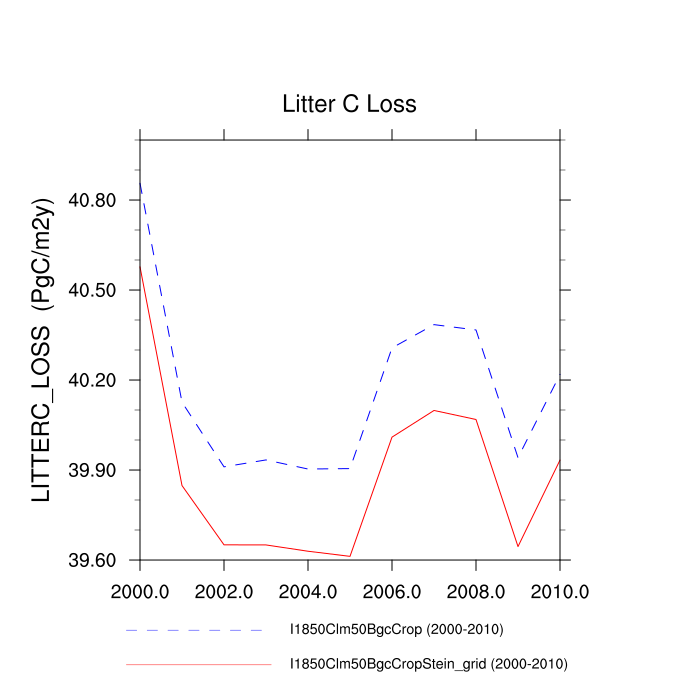 Litter C Loss
LITTERC_LOSS (PgC/m2y)
40.80
40.50
40.20
39.90
39.60
2000.0 2002.0 2004.0 2006.0 2008.0 2010.0
I1850Clm50BgcCrop (2000-2010)
I1850Clm50BgcCropStein_grid (2000-2010)